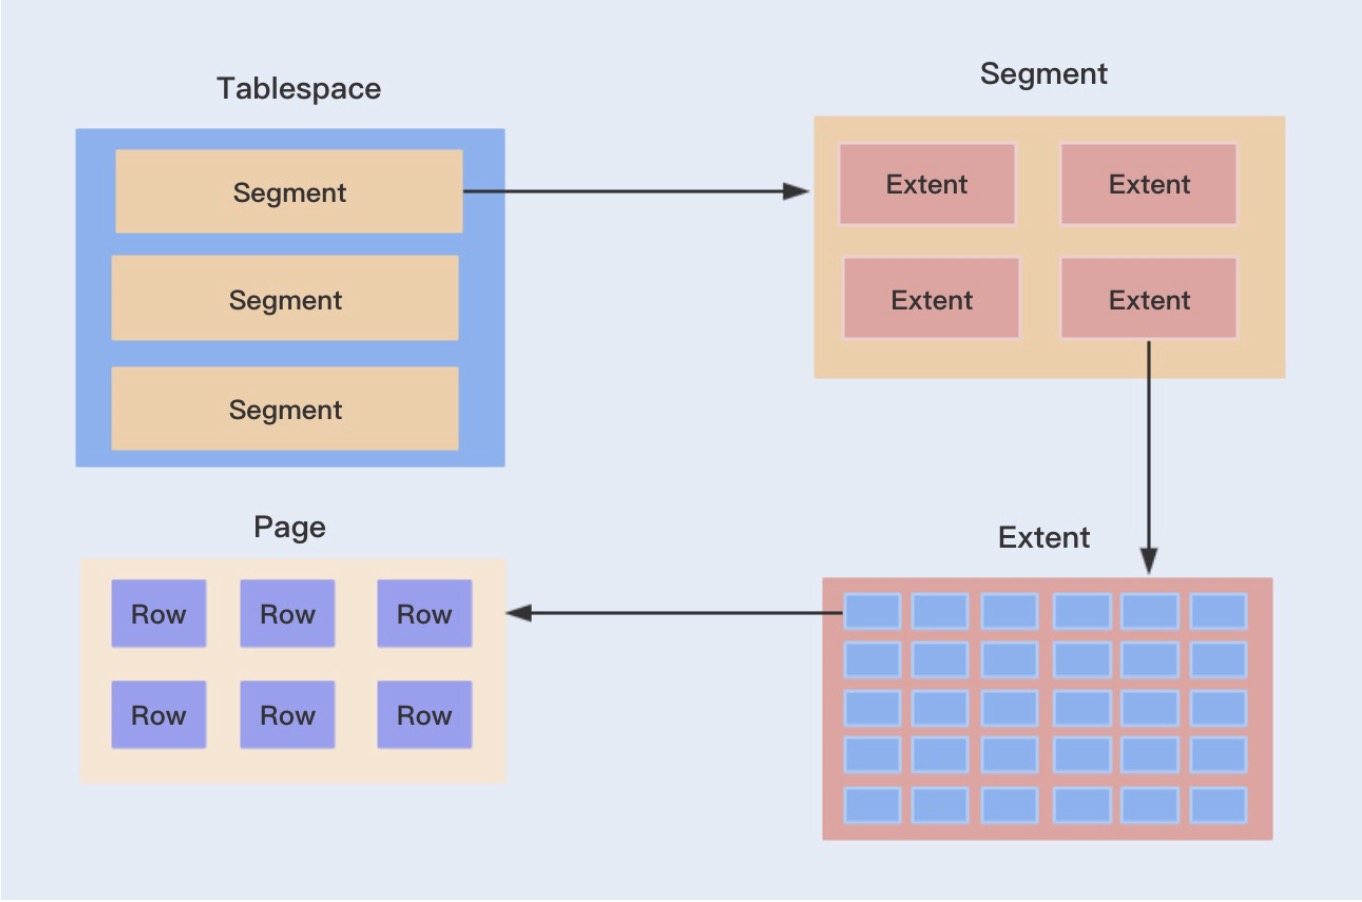 Tablespace
Segment
Segment
Segment
Segment
Extent
Extent
Extent
Extent
Page
Row
Row
Row
Row
Row
Row
Extent